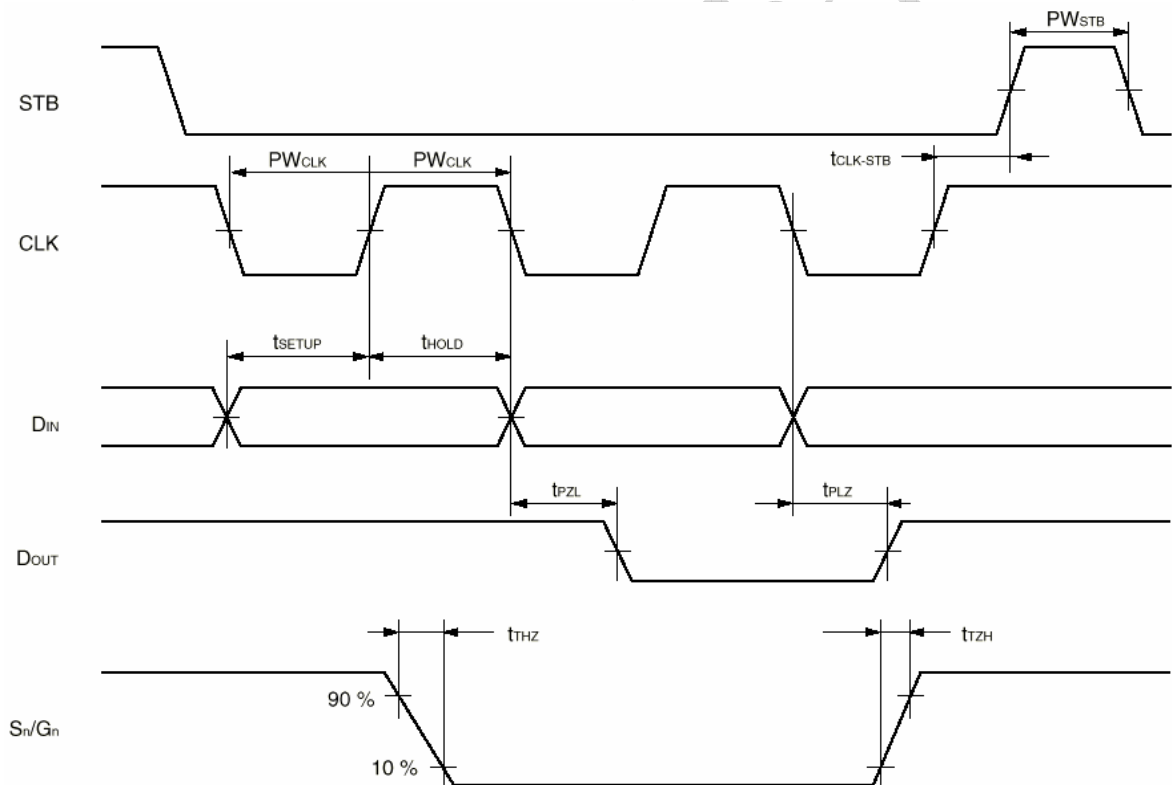 PWSTB
STB
PWCLK PWCLK
tCLK-STB
CLK
tSETUP tHOLD
DIN
tPZL tPLZ
DOUT
tTHZ tTZH
90 %
Sn/Gn
10 %